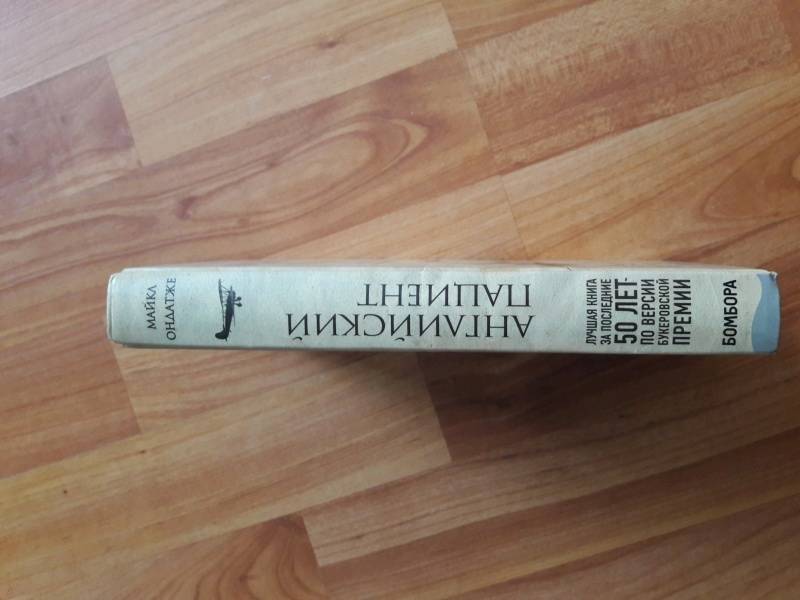 МАЙКЛ
ОНДАТЖЕ
АНГЛИЙСКИЙ
ПАЦИЕНТ
ЛУЧШАЯ КНИГА
ЗА ПОСЛЕДНИЕ
50 ЛЕТ-
ПО ВЕРСИИ
БУКЕРОВСКОЙ
ПРЕМИИ
БОМБОРА